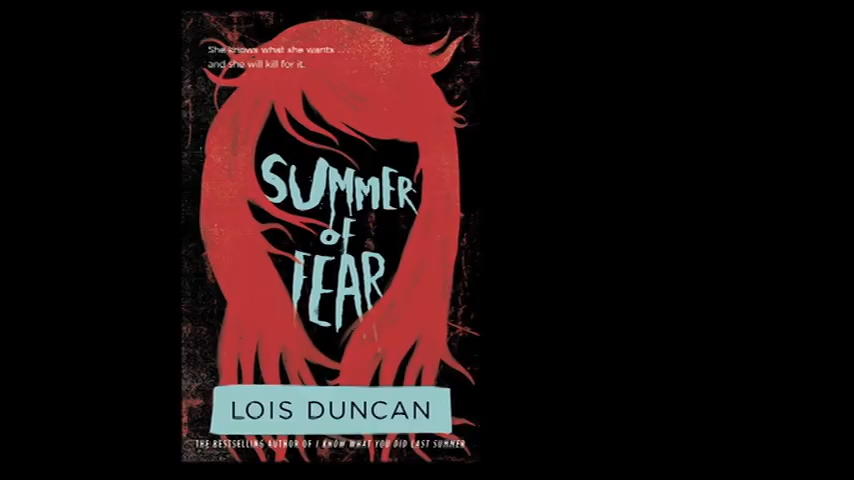 She knows what she wants ...
and she will kill for it.
SUMMER
OF
FEAR
LOIS DUNCAN
THE BESTSELLING AUTHOR OF I KNOW WHAT YOU DID LAST SUMMER